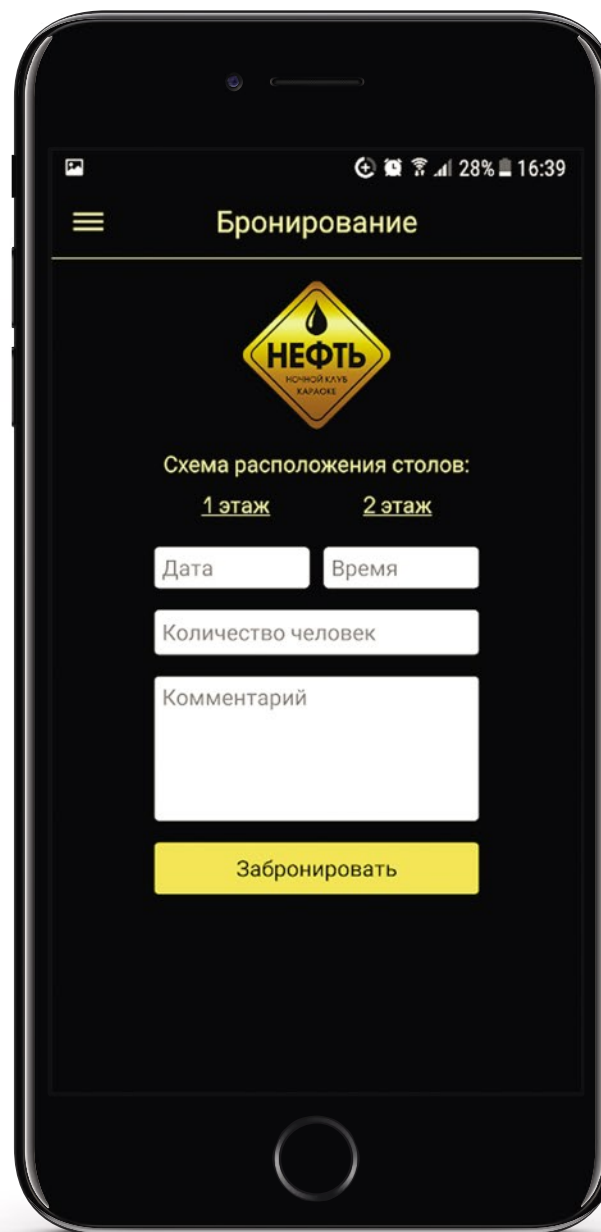 28% 16:39
Бронирование
НЕФТЬ
НОЧНОЙ КЛУБ
КАРАОКЕ
Схема расположения столов:
1 этаж 2 этаж
Дата Время
Количество человек
Комментарий
Забронировать